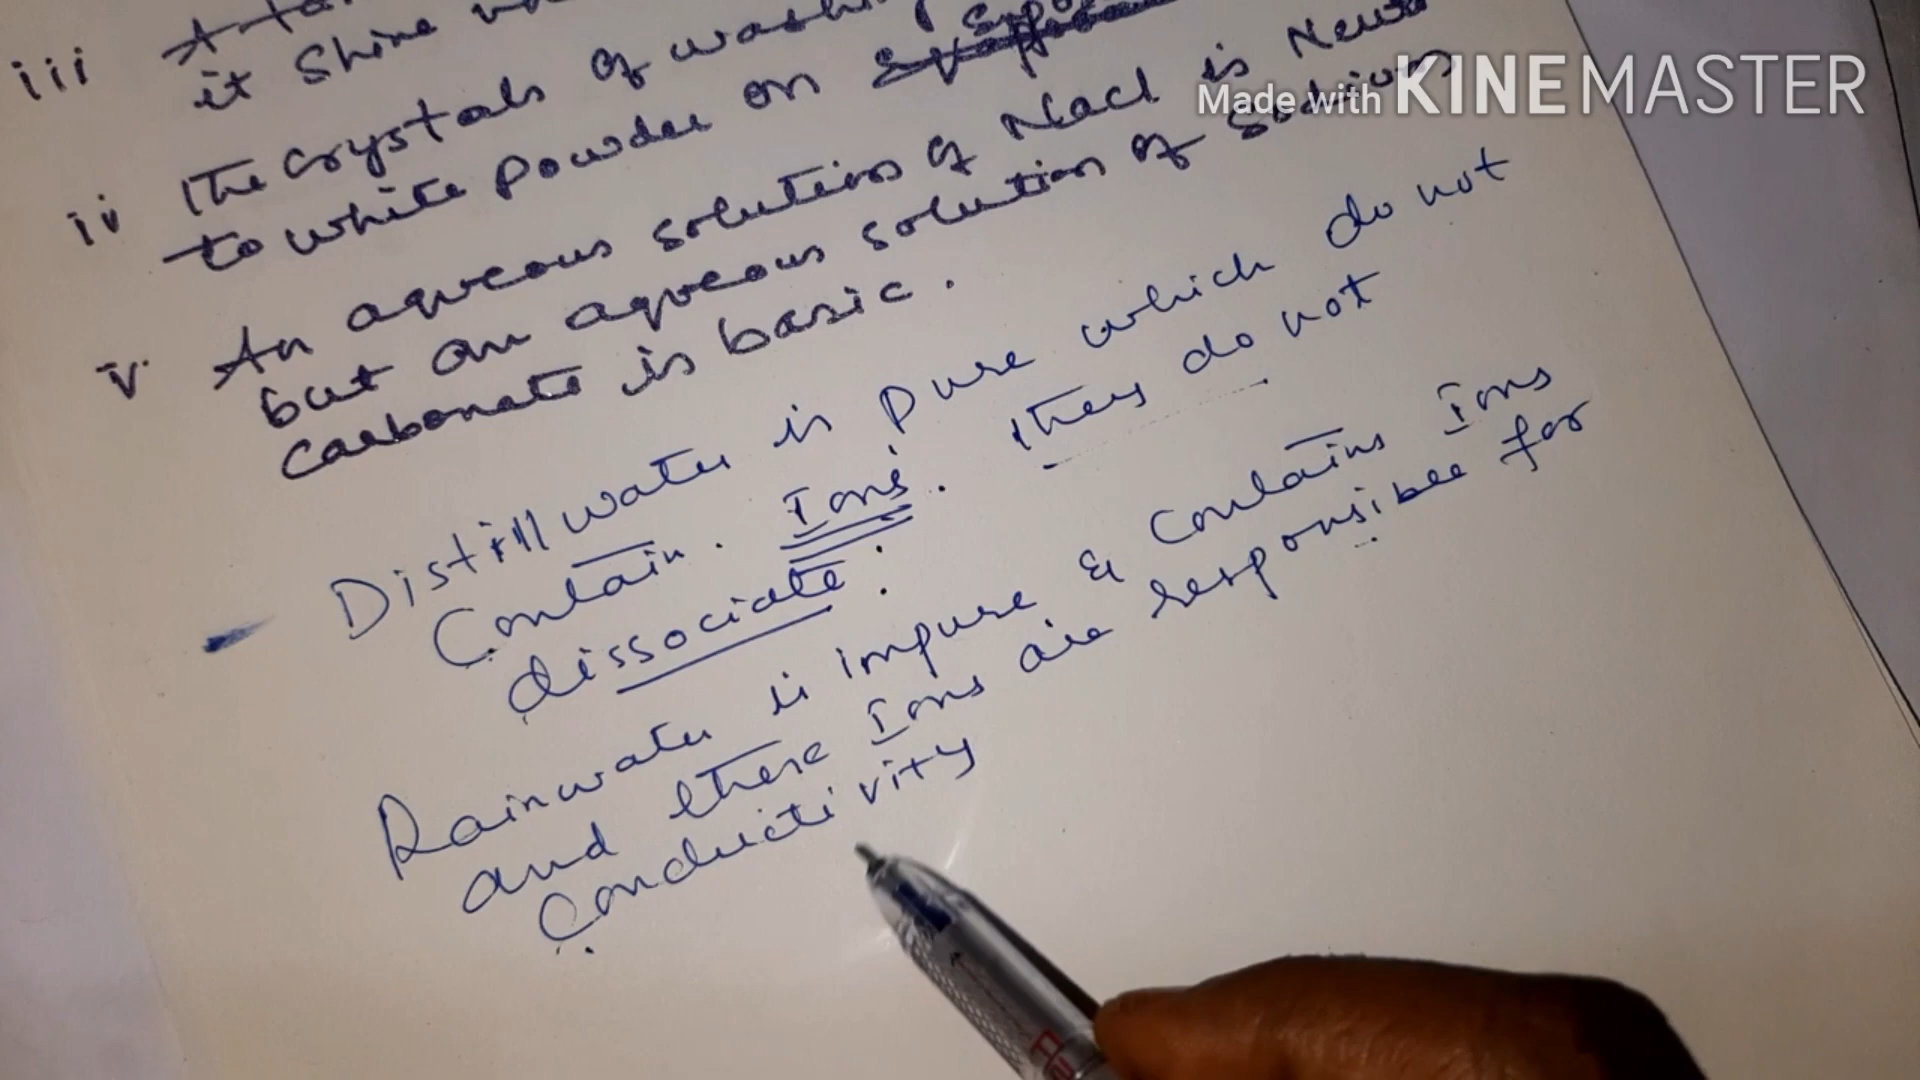 iii A
it Shine
iv The crystals of washing
to white powder on
v. An aqueous solution of Nacl is
but an aqueous solution of Sodium
carbonate is basic.
Distill water is pure which do not
Contain. Ions. They do not
dissociate.
Rainwater is impure & Contains Ions
and these Ions are responsible for
Conductivity
Made with KINEMASTER